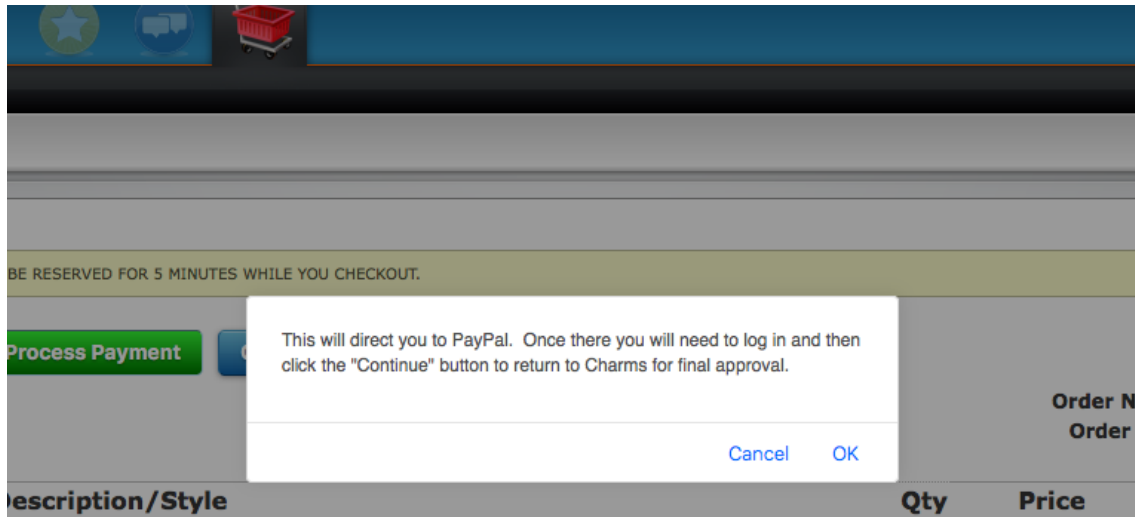 BE RESERVED FOR 5 MINUTES WHILE YOU CHECKOUT.
Process Payment
This will direct you to PayPal. Once there you will need to log in and then
click the "Continue" button to return to Charms for final approval.
Order N
Order
Cancel OK
escription/Style Qty Price